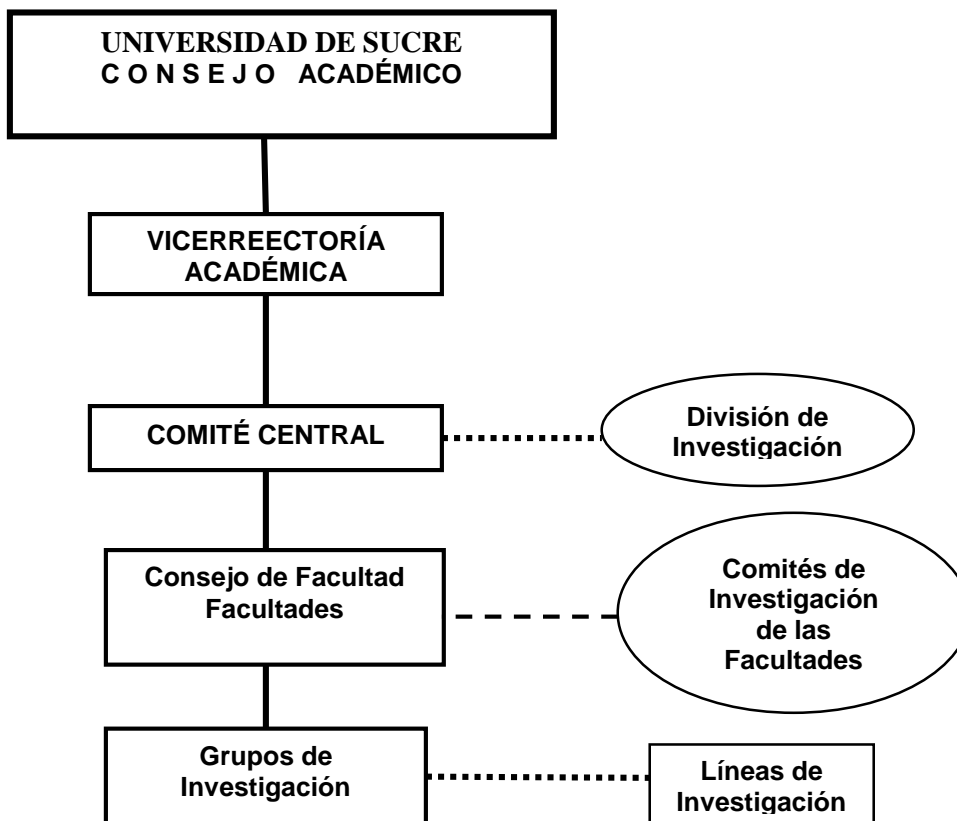 UNIVERSIDAD DE SUCRE
C O N S E J O ACADÉMICO
VICERREECTORÍA
ACADÉMICA
COMITÉ CENTRAL
División de
Investigación
Consejo de Facultad
Facultades
Comités de
Investigación
de las
Facultades
Grupos de
Investigación
Líneas de
Investigación